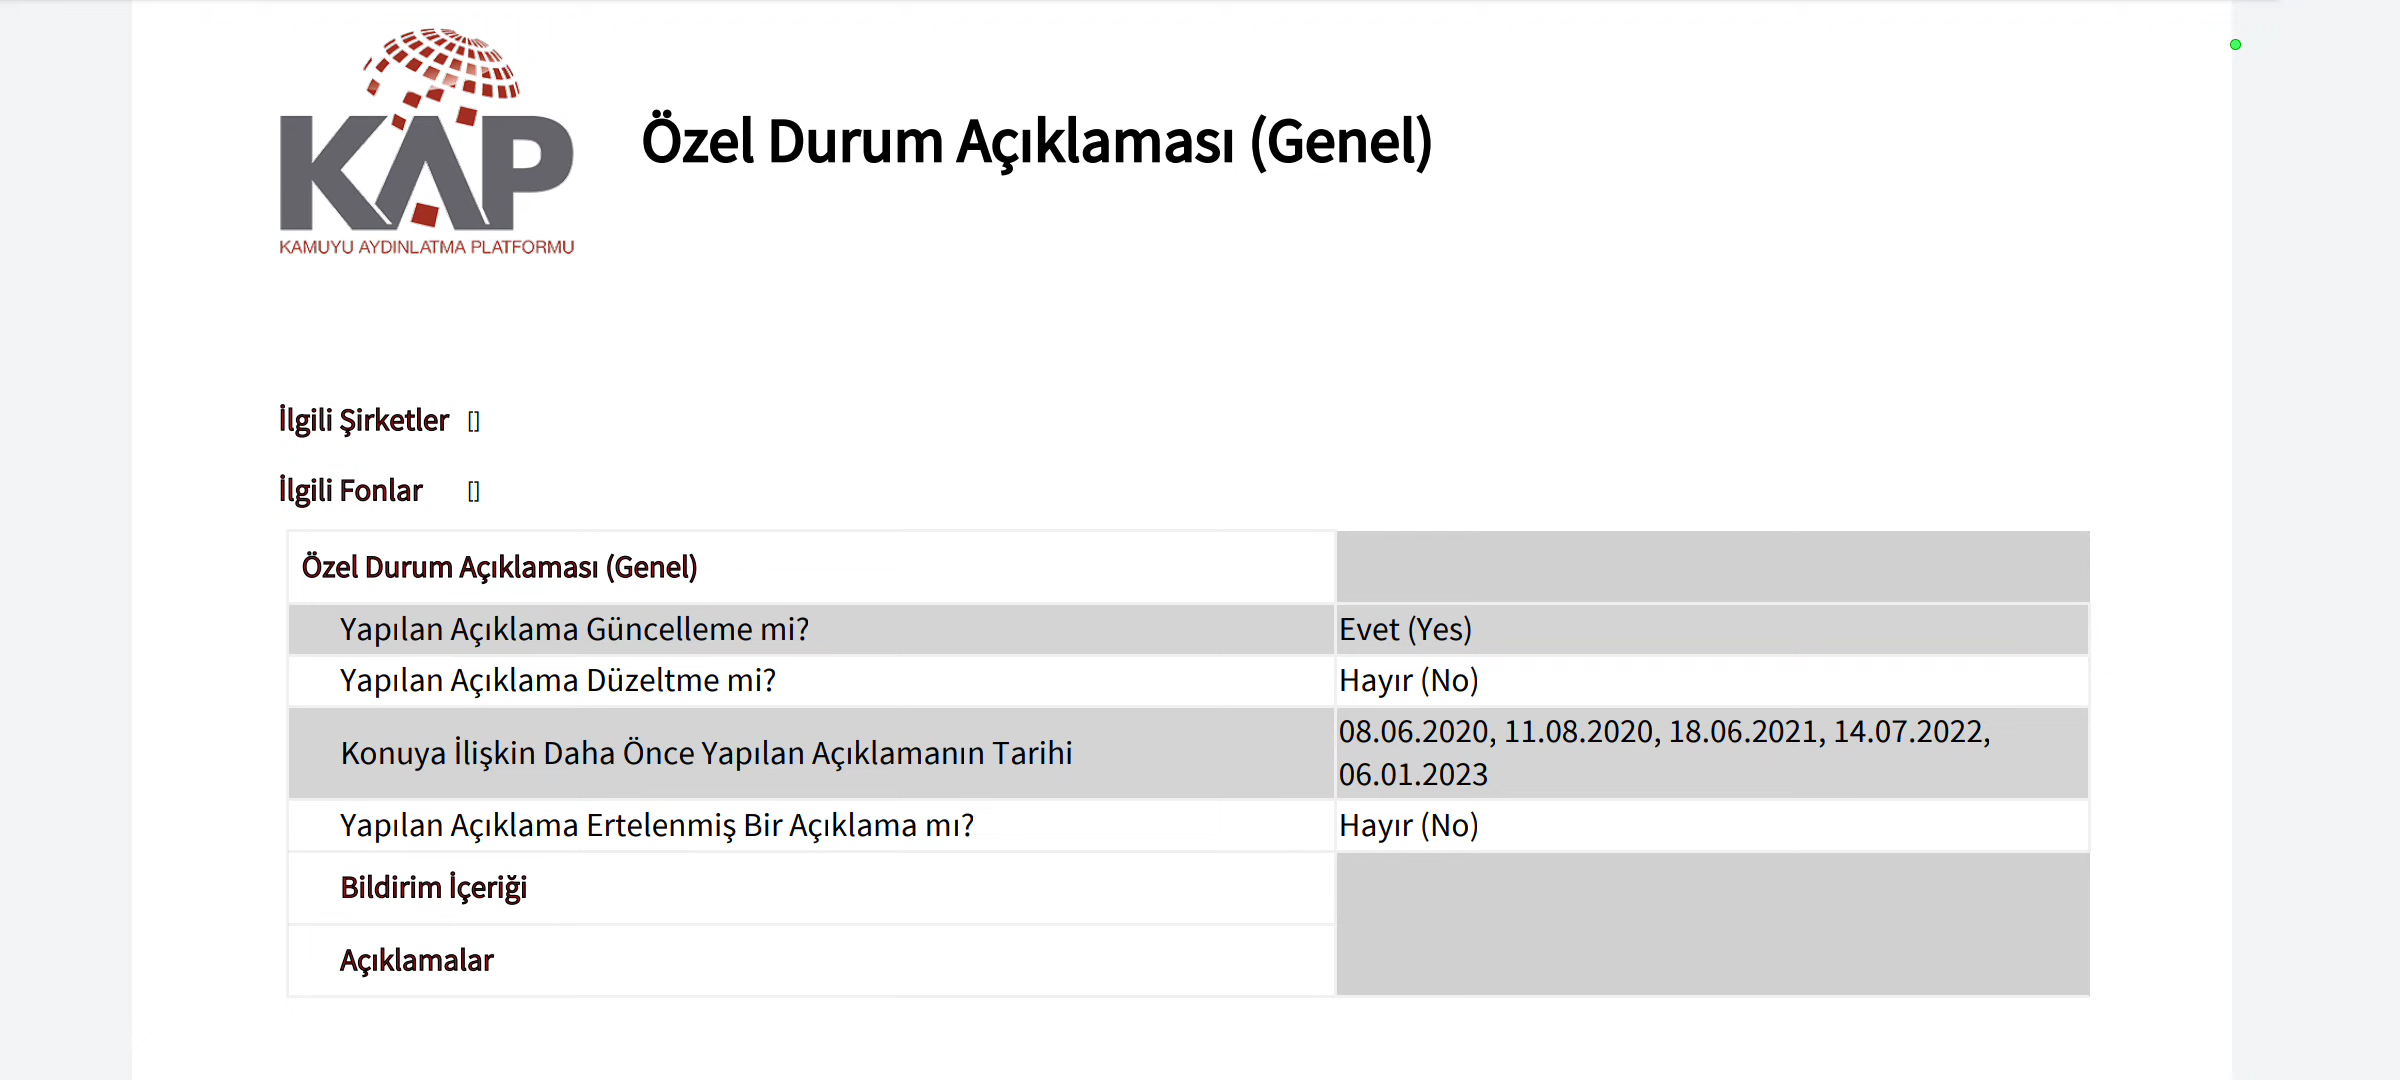 KAP
KAMUYU AYDINLATMA PLATFORMU
Özel Durum Açıklaması (Genel)
İlgili Şirketler []
İlgili Fonlar []
Özel Durum Açıklaması (Genel)
Yapılan Açıklama Güncelleme mi? Evet (Yes)
Yapılan Açıklama Düzeltme mi? Hayır (No)
Konuya İlişkin Daha Önce Yapılan Açıklamanın Tarihi 08.06.2020, 11.08.2020, 18.06.2021, 14.07.2022,
06.01.2023
Yapılan Açıklama Ertelenmiş Bir Açıklama mı? Hayır (No)
Bildirim İçeriği
Açıklamalar